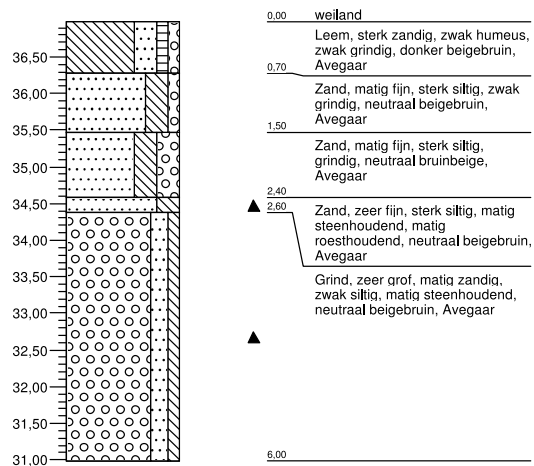 0,00 weiland
Leem, sterk zandig, zwak humeus,
zwak grindig, donker beigebruin,
Avegaar
36,50
0,70
36,00
Zand, matig fijn, sterk siltig, zwak
grindig, neutraal beigebruin,
Avegaar
35,50
1,50
Zand, matig fijn, sterk siltig,
grindig, neutraal bruinbeige,
Avegaar
35,00
2,40
34,50
2,60
Zand, zeer fijn, sterk siltig, matig
steenhoudend, matig
roesthoudend, neutraal beigebruin,
Avegaar
34,00
33,50
Grind, zeer grof, matig zandig,
zwak siltig, matig steenhoudend,
neutraal beigebruin, Avegaar
33,00
32,50
32,00
31,50
31,00
6,00